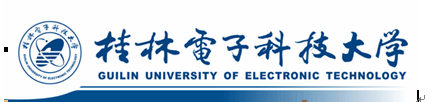 桂林電子科技大学
GUILIN UNIVERSITY OF ELECTRONIC TECHNOLOGY